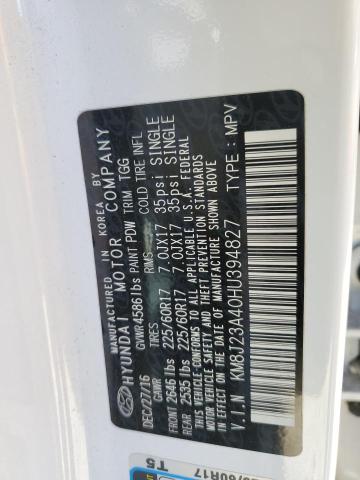 MANUFACTURED IN KOREA BY
HYUNDAI MOTOR COMPANY
DEC/27/16 GVWR 4586 lbs PAINT PDW TRIM TGG
GAWR TIRES RIMS COLD TIRE INFL
FRONT 2646 lbs 225/60R17 7.0JX17 35psi SINGLE
REAR 2535 lbs 225/60R17 7.0JX17 35psi SINGLE
THIS VEHICLE CONFORMS TO ALL APPLICABLE U.S.A. FEDERAL
MOTOR VEHICLE SAFETY, BUMPER, AND THEFT PREVENTION
STANDARDS IN EFFECT ON THE DATE OF MANUFACTURE SHOWN ABOVE.
V.I.N KM8J23A40HU394827 TYPE: MPV
T5